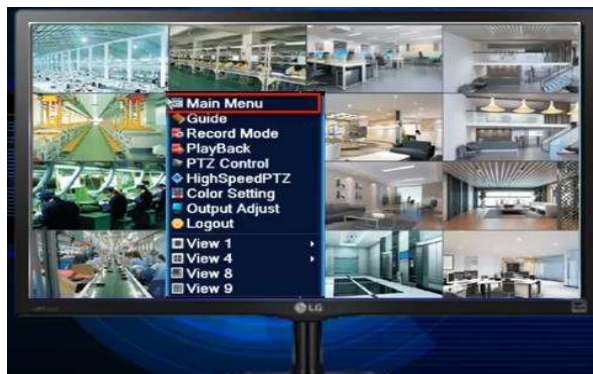 Main Menu
Guide
Record Mode
PlayBack
PTZ Control
HighSpeedPTZ
Color Setting
Output Adjust
Logout
View 1
View 4
View 8
View 9
LG